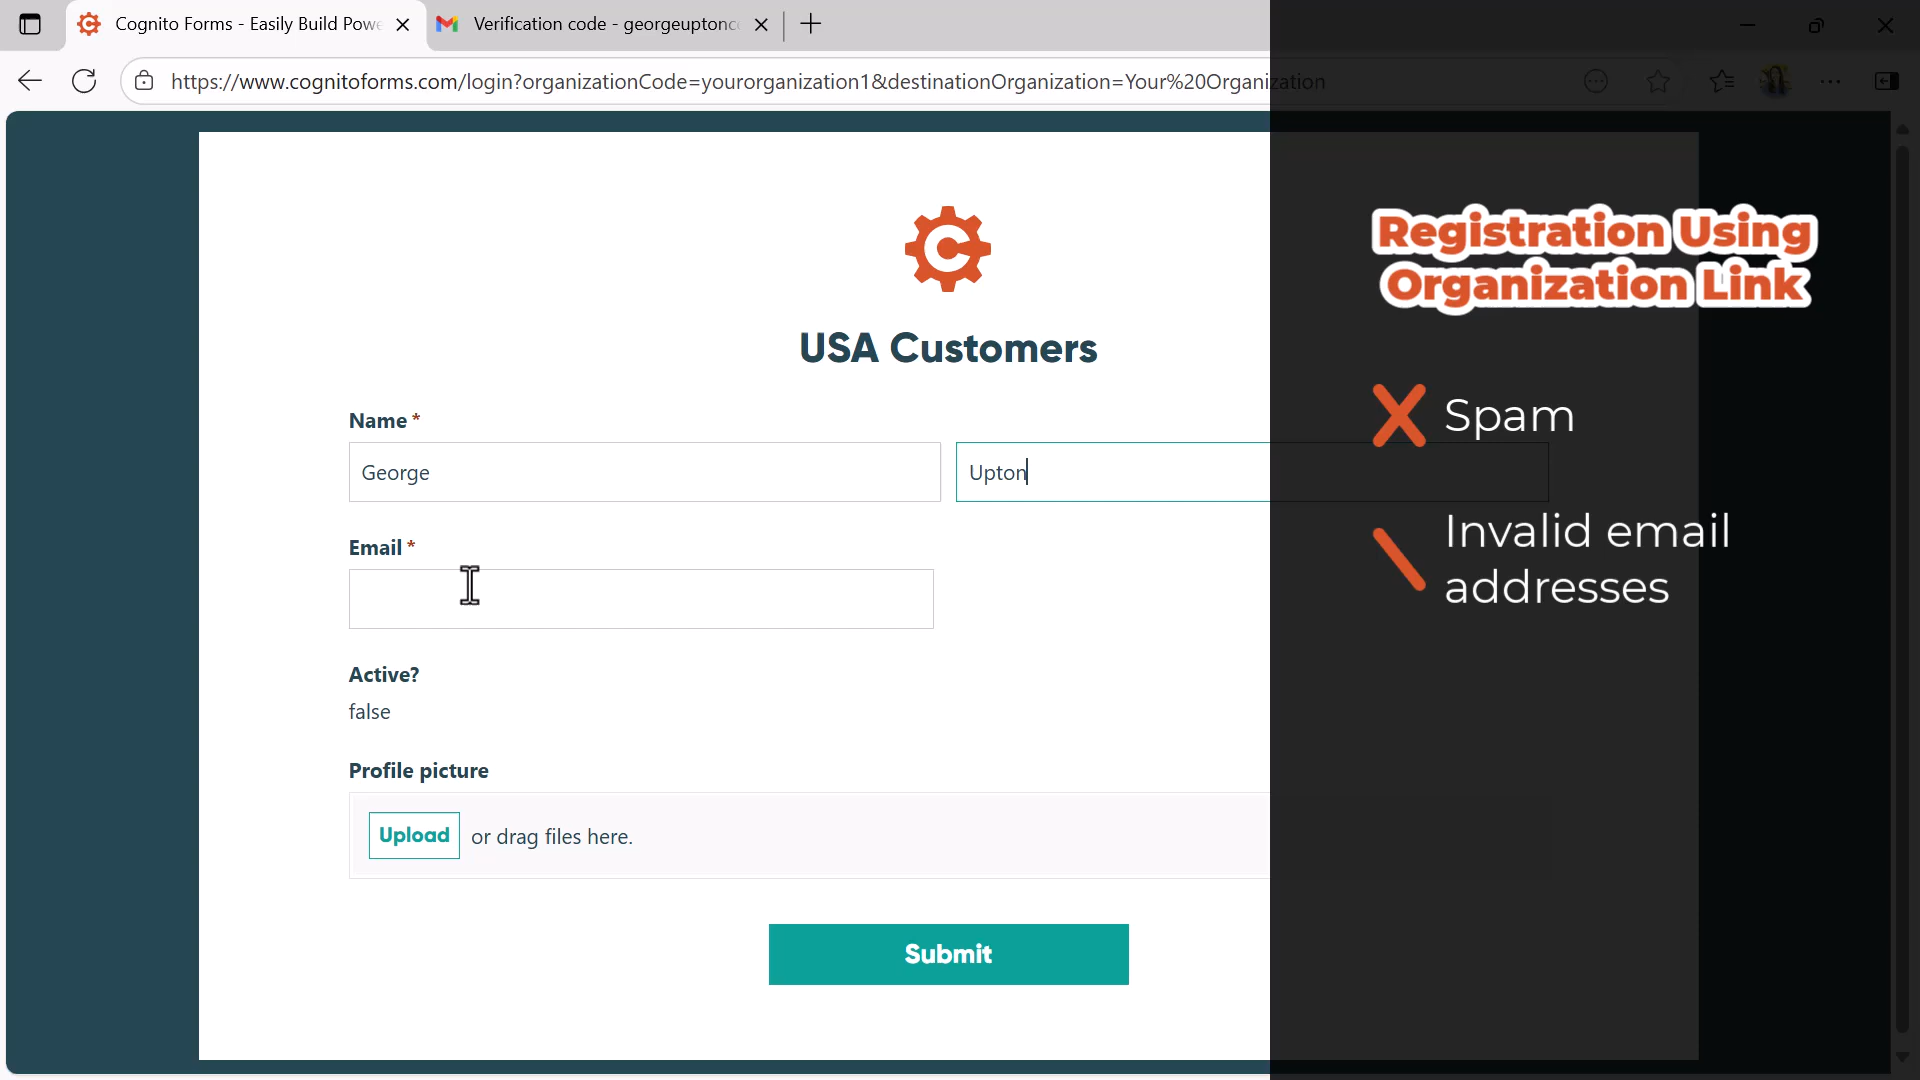 Cognito Forms - Easily Build Pow
Verification code - georgeuptonc
https://www.cognitoforms.com/login?organizationCode=yourorganization1&destinationOrganization=Your%20Organization
Registration Using
Organization Link
USA Customers
Spam
Name *
George
Upton
Invalid email
addresses
Email *
Active?
false
Profile picture
Upload or drag files here.
Submit